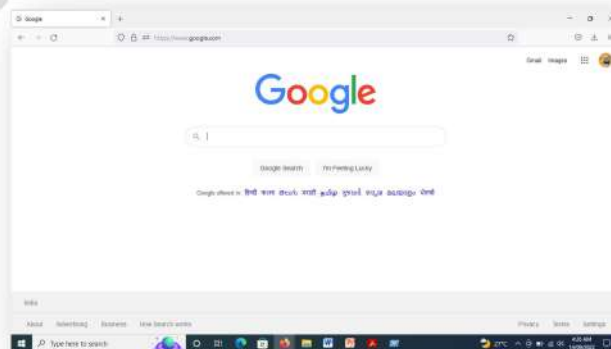 Google
https://www.google.com
Gmail Images
Google
Google Search I'm Feeling Lucky
Google offered in: हिन्दी বাংলা తెలుగు मराठी தமிழ் ગુજરાતી ಕನ್ನಡ മലയാളം ਪੰਜਾਬੀ
India
About Advertising Business How Search works
Privacy Terms Settings
Type here to search
27°C